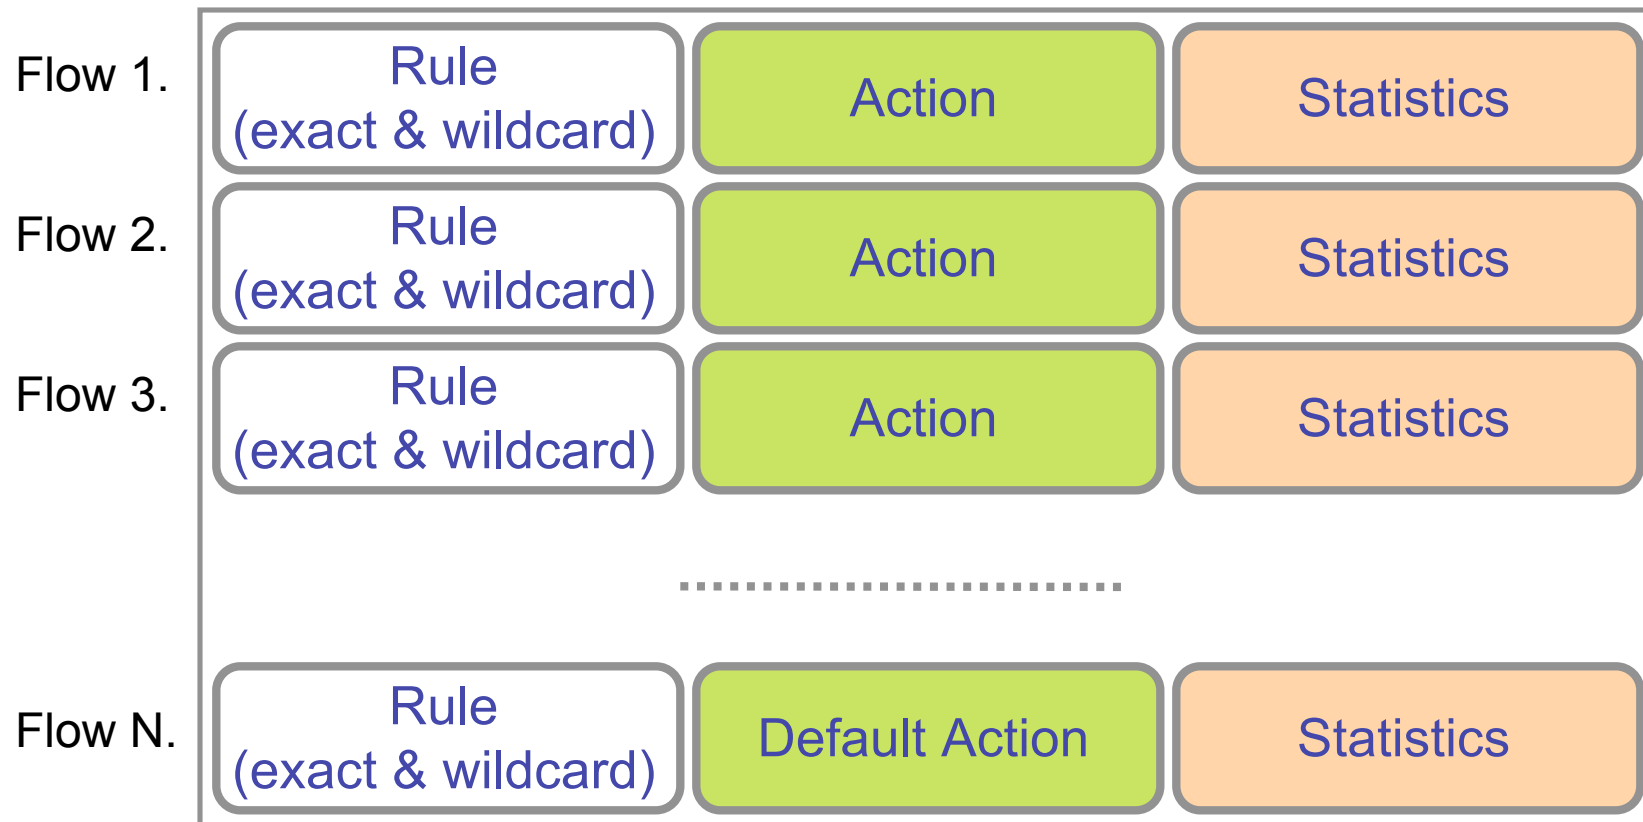 Flow 1.
Rule
(exact & wildcard)
Action
Statistics
Flow 2.
Rule
(exact & wildcard)
Action
Statistics
Flow 3.
Rule
(exact & wildcard)
Action
Statistics
Flow N.
Rule
(exact & wildcard)
Default Action
Statistics